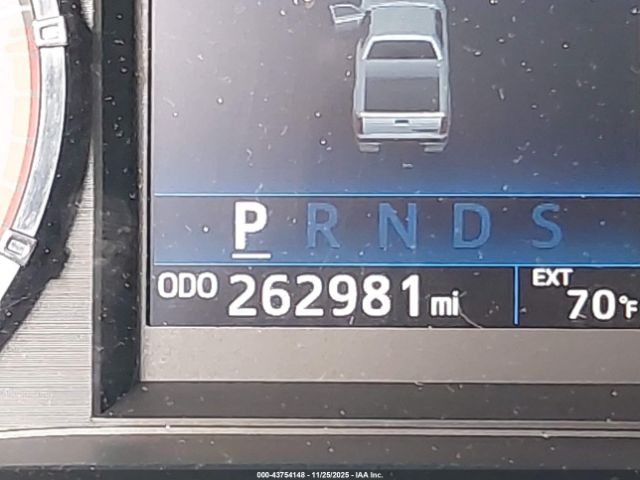 P R N D S
ODO 262981 mi
EXT
70°F
000-43754148 - 11/25/2025 - IAA Inc.